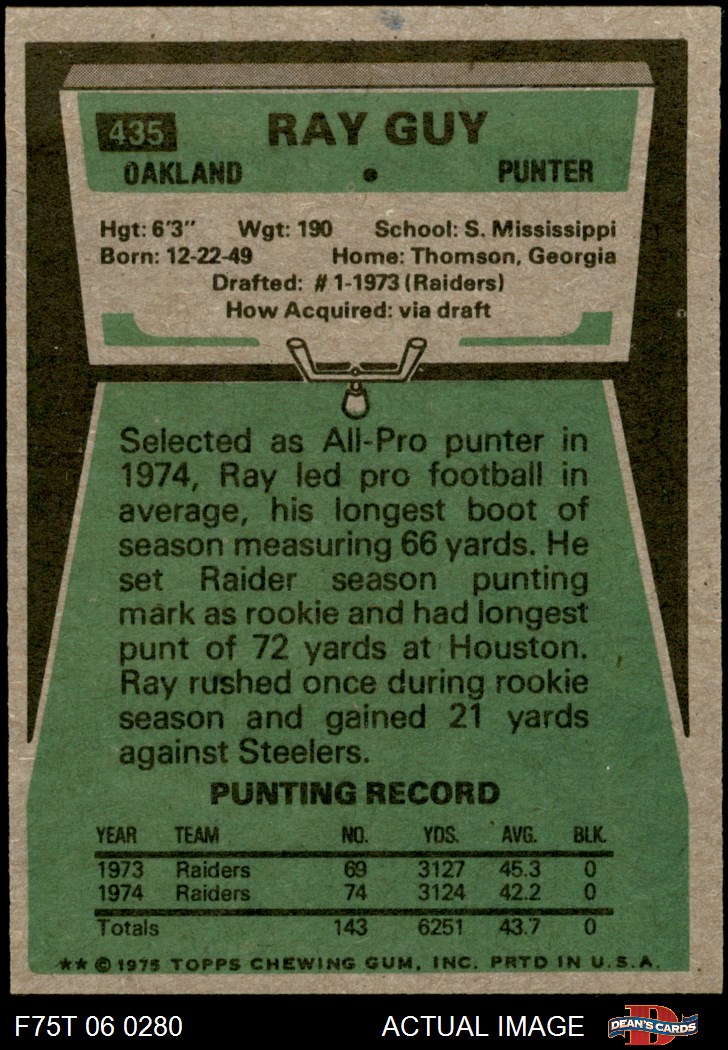 435 RAY GUY
OAKLAND • PUNTER
Hgt: 6'3" Wgt: 190 School: S. Mississippi
Born: 12-22-49 Home: Thomson, Georgia
Drafted: #1-1973 (Raiders)
How Acquired: via draft
Selected as All-Pro punter in
1974, Ray led pro football in
average, his longest boot of
season measuring 66 yards. He
set Raider season punting
mark as rookie and had longest
punt of 72 yards at Houston.
Ray rushed once during rookie
season and gained 21 yards
against Steelers.
PUNTING RECORD
YEAR TEAM NO. YDS. AVG. BLK.
1973 Raiders 69 3127 45.3 0
1974 Raiders 74 3124 42.2 0
Totals 143 6251 43.7 0
** © 1975 TOPPS CHEWING GUM, INC. PRTD IN U.S.A.
F75T 06 0280 ACTUAL IMAGE D DEAN'S CARDS